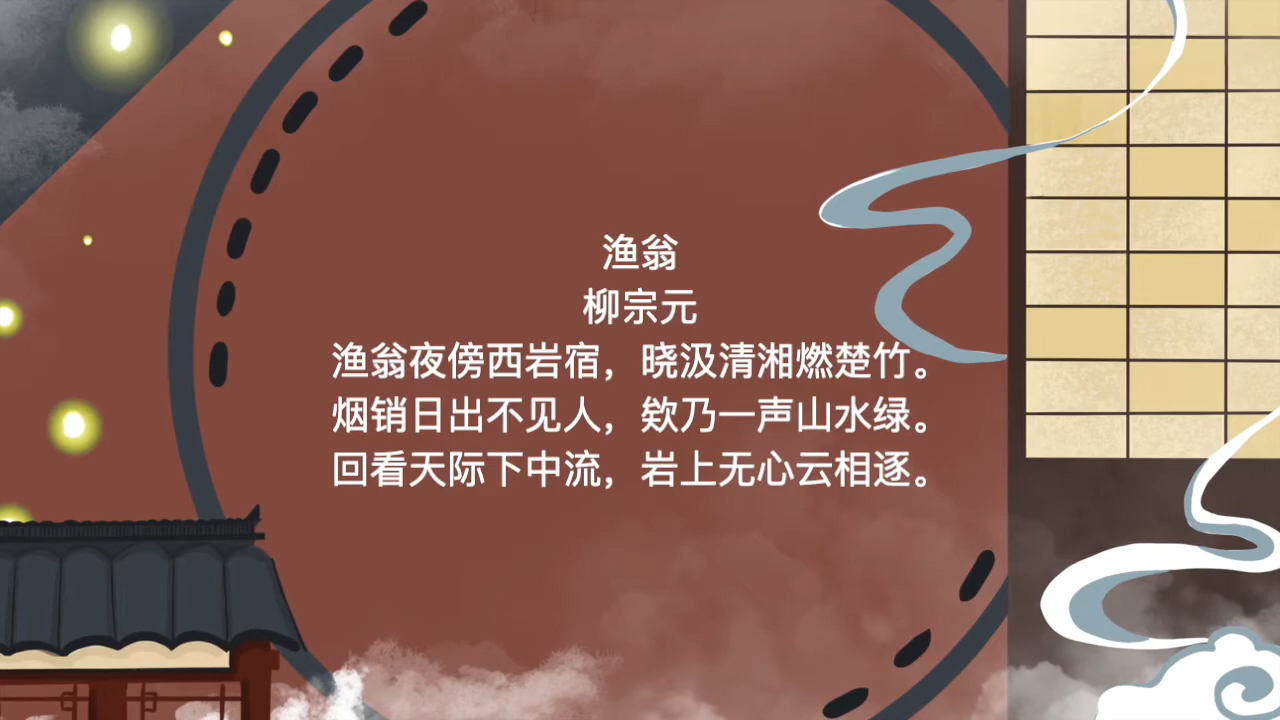 渔翁
柳宗元
渔翁夜傍西岩宿，晓汲清湘燃楚竹。
烟销日出不见人，欸乃一声山水绿。
回看天际下中流，岩上无心云相逐。